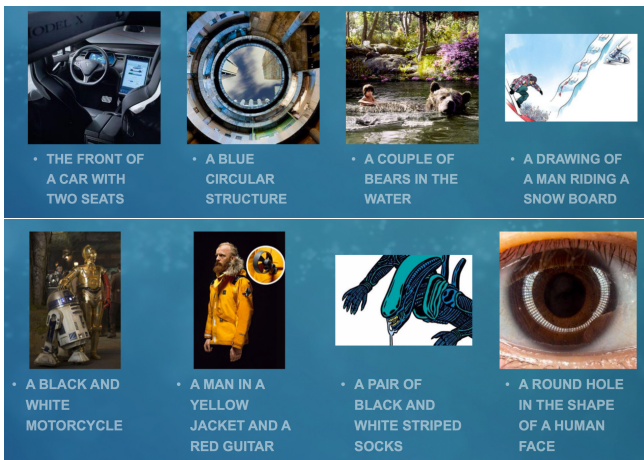 MODEL X
• THE FRONT OF
A CAR WITH
TWO SEATS
• A BLUE
CIRCULAR
STRUCTURE
• A COUPLE OF
BEARS IN THE
WATER
• A DRAWING OF
A MAN RIDING A
SNOW BOARD
• A BLACK AND
WHITE
MOTORCYCLE
• A MAN IN A
YELLOW
JACKET AND A
RED GUITAR
• A PAIR OF
BLACK AND
WHITE STRIPED
SOCKS
• A ROUND HOLE
IN THE SHAPE
OF A HUMAN
FACE